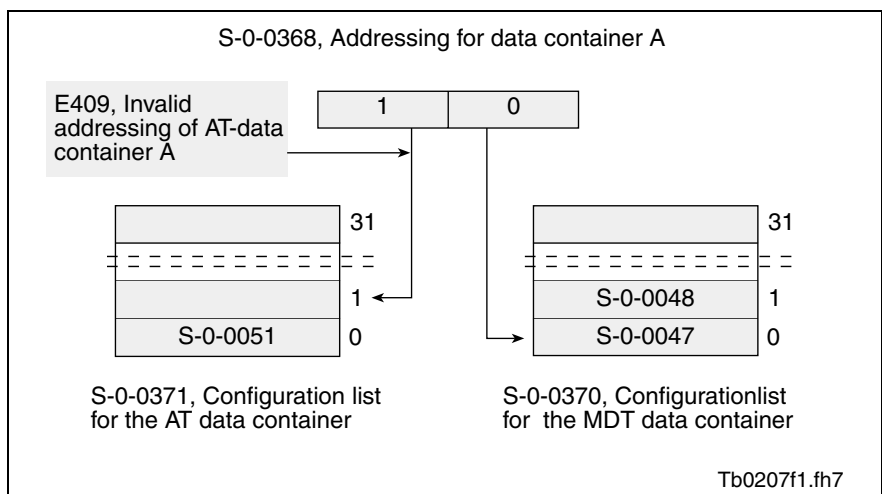 S-0-0368, Addressing for data container A
E409, Invalid
addressing of AT-data
container A
1 0
31
1
S-0-0051 0
31
S-0-0048 1
S-0-0047 0
S-0-0371, Configuration list
for the AT data container
S-0-0370, Configurationlist
for the MDT data container
Tb0207f1.fh7